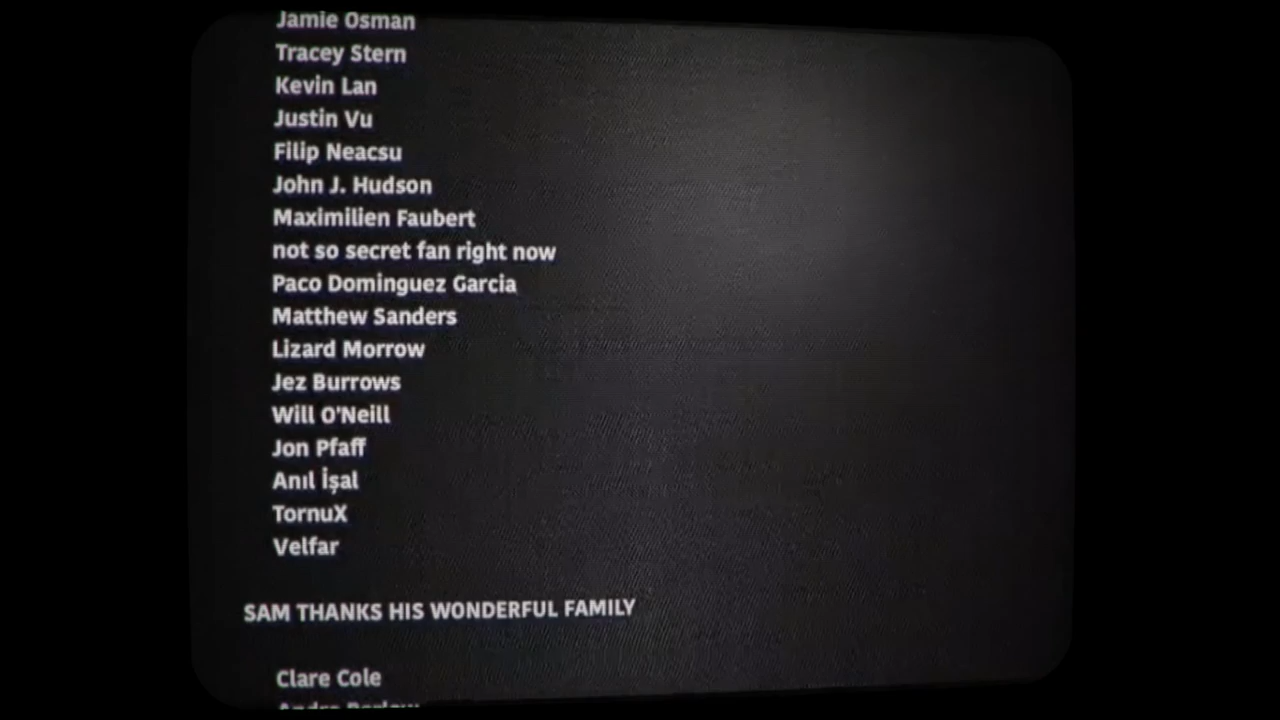 Jamie Osman
Tracey Stern
Kevin Lan
Justin Vu
Filip Neacsu
John J. Hudson
Maximilien Faubert
not so secret fan right now
Paco Dominguez Garcia
Matthew Sanders
Lizard Morrow
Jez Burrows
Will O'Neill
Jon Pfaff
Anıl İşal
TornuX
Velfar
SAM THANKS HIS WONDERFUL FAMILY
Clare Cole